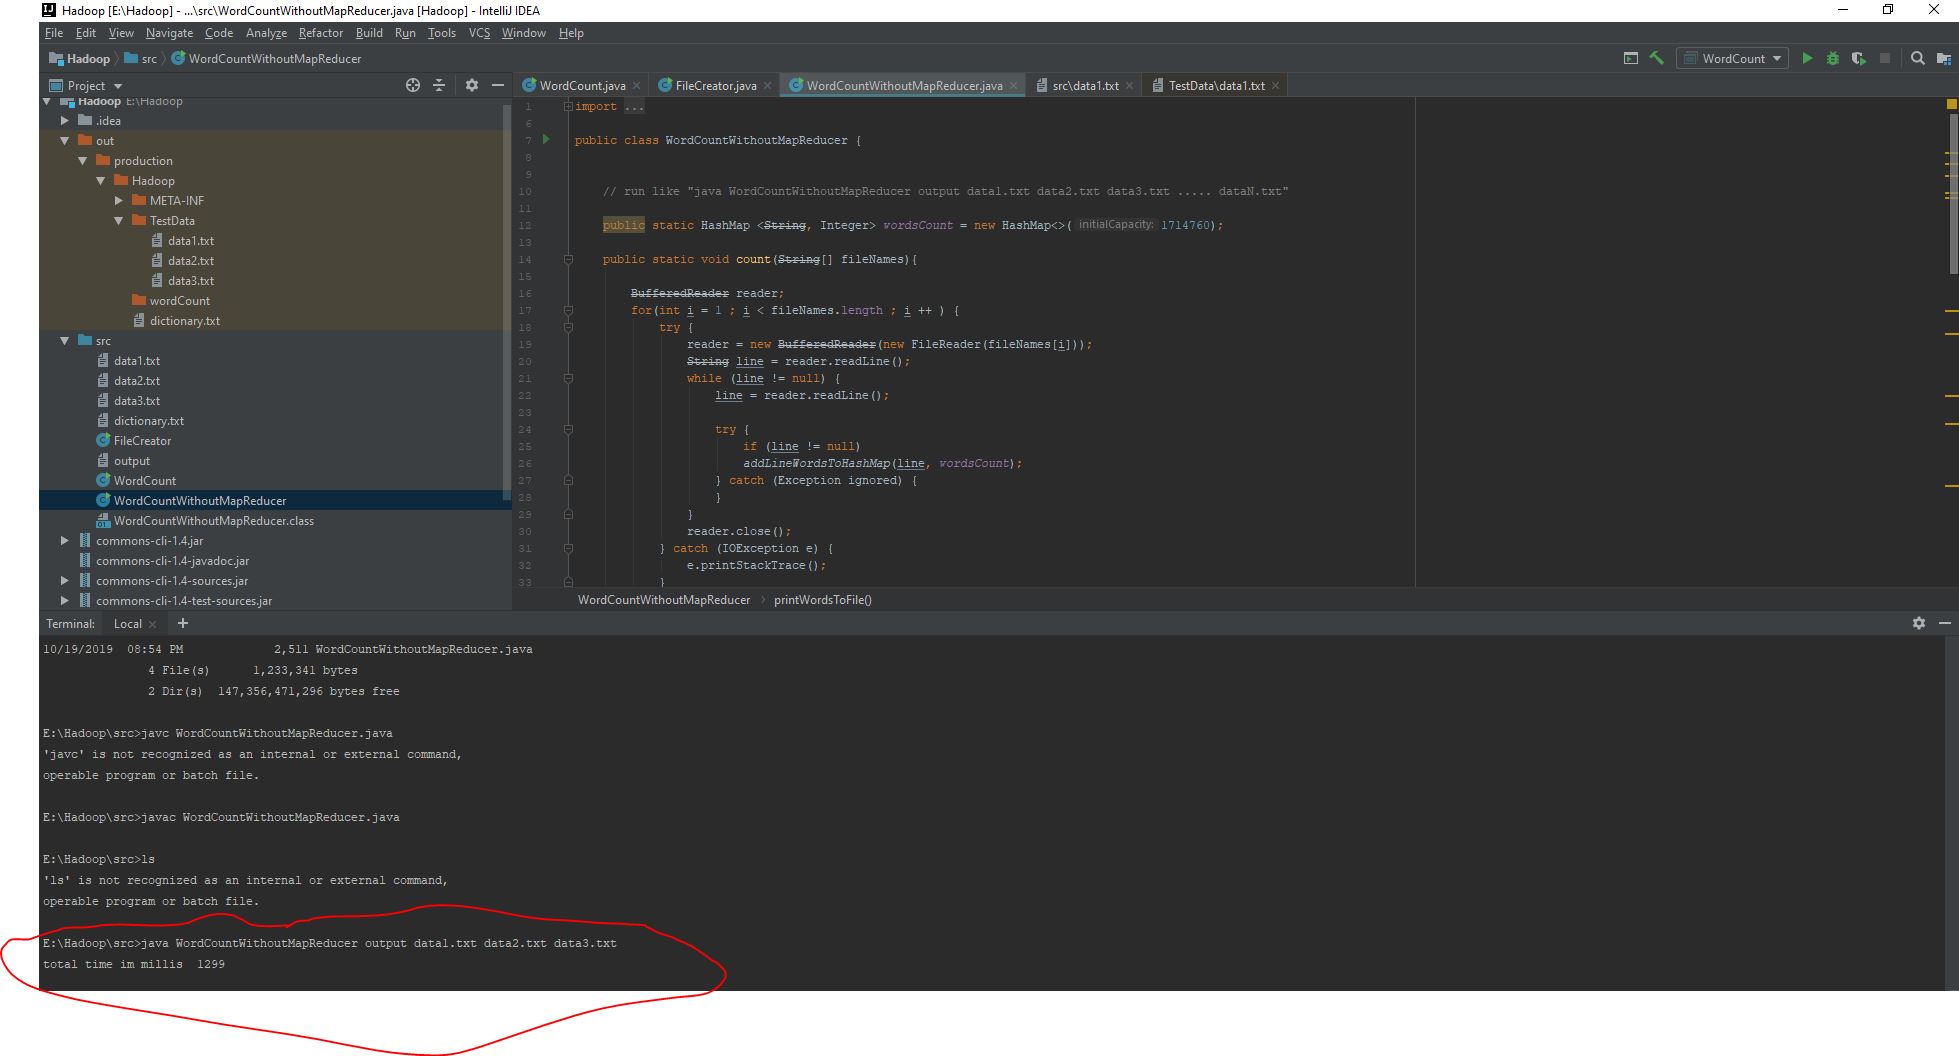 Hadoop [E:\Hadoop] - ...\src\WordCountWithoutMapReducer.java [Hadoop] - IntelliJ IDEA
File Edit View Navigate Code Analyze Refactor Build Run Tools VCS Window Help
Hadoop src WordCountWithoutMapReducer
WordCount
Project
WordCount.java FileCreator.java WordCountWithoutMapReducer.java src\data1.txt TestData\data1.txt
Hadoop E:\Hadoop
.idea
out
production
Hadoop
META-INF
TestData
data1.txt
data2.txt
data3.txt
wordCount
dictionary.txt
src
data1.txt
data2.txt
data3.txt
dictionary.txt
FileCreator
output
WordCount
WordCountWithoutMapReducer
WordCountWithoutMapReducer.class
commons-cli-1.4.jar
commons-cli-1.4-javadoc.jar
commons-cli-1.4-sources.jar
commons-cli-1.4-test-sources.jar
1 import ...
6
7 public class WordCountWithoutMapReducer {
8
9
10 // run like "java WordCountWithoutMapReducer output data1.txt data2.txt data3.txt ..... dataN.txt"
11
12 public static HashMap <String, Integer> wordsCount = new HashMap<>( initialCapacity: 1714760);
13
14 public static void count(String[] fileNames){
15
16 BufferedReader reader;
17 for(int i = 1 ; i < fileNames.length ; i ++ ) {
18 try {
19 reader = new BufferedReader(new FileReader(fileNames[i]));
20 String line = reader.readLine();
21 while (line != null) {
22 line = reader.readLine();
23
24 try {
25 if (line != null)
26 addLineWordsToHashMap(line, wordsCount);
27 } catch (Exception ignored) {
28 }
29 }
30 reader.close();
31 } catch (IOException e) {
32 e.printStackTrace();
33 }
WordCountWithoutMapReducer printWordsToFile()
Terminal: Local
10/19/2019 08:54 PM 2,511 WordCountWithoutMapReducer.java
4 File(s) 1,233,341 bytes
2 Dir(s) 147,356,471,296 bytes free
E:\Hadoop\src>javc WordCountWithoutMapReducer.java
'javc' is not recognized as an internal or external command,
operable program or batch file.
E:\Hadoop\src>javac WordCountWithoutMapReducer.java
E:\Hadoop\src>ls
'ls' is not recognized as an internal or external command,
operable program or batch file.
E:\Hadoop\src>java WordCountWithoutMapReducer output data1.txt data2.txt data3.txt
total time im millis 1299